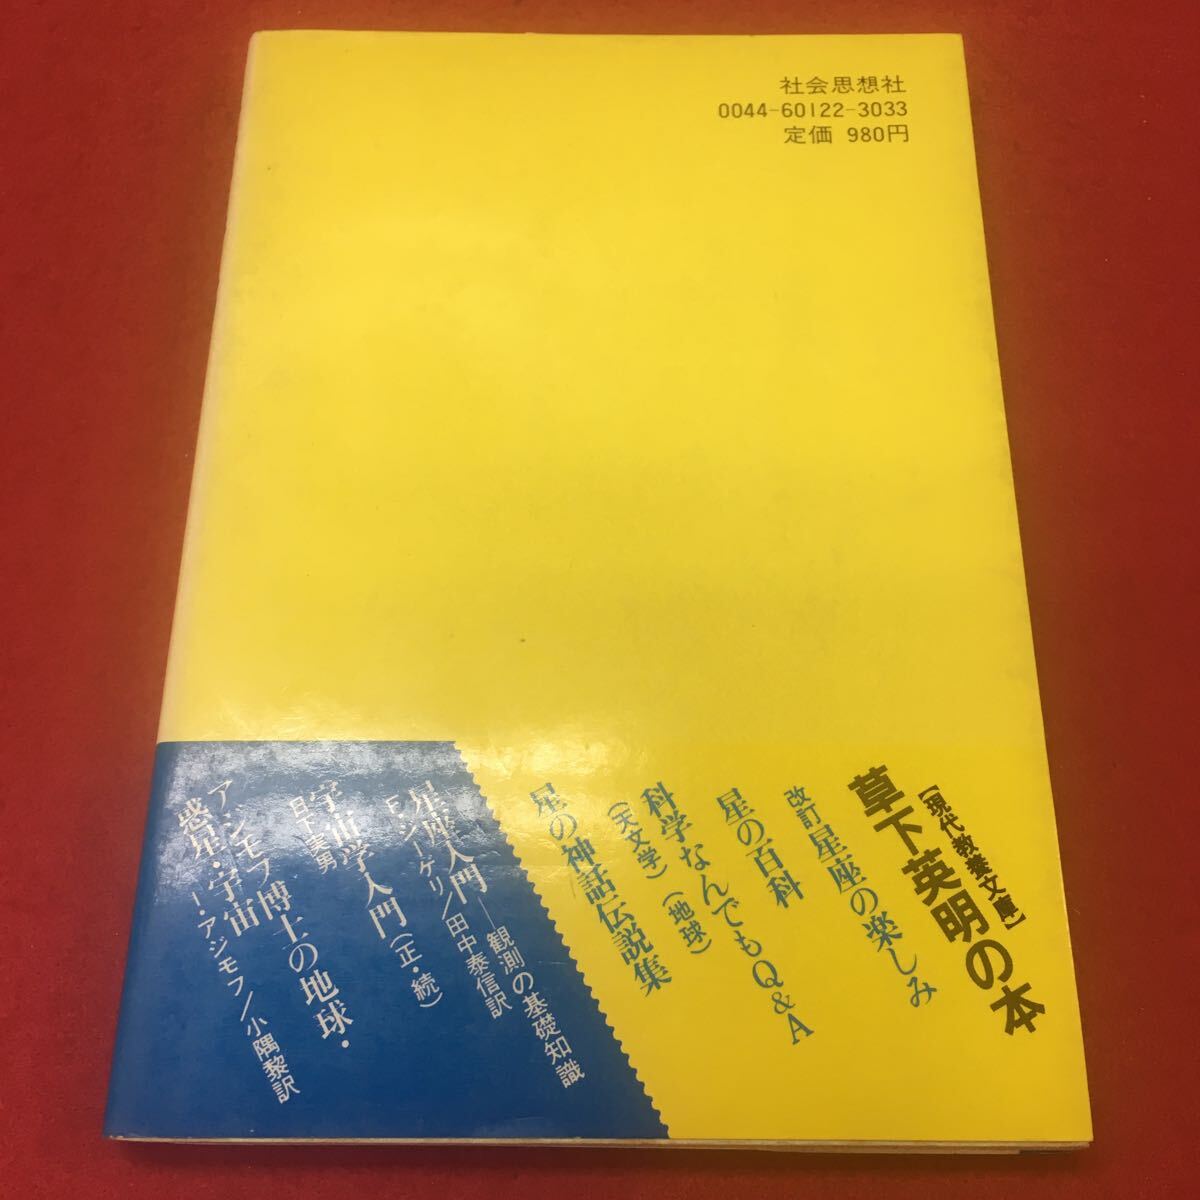 社会思想社
0044-60122-3033
定価 980円
［現代教養文庫］
草下英明の本
改訂 星座の楽しみ
星の百科
科学なんでもQ&A
（天文学）（地球）
星の神話伝説集
星座入門―観測の基礎知識
F・ジーゲリ／田中泰信訳
宇宙学入門（正・続）
日下実男
アシモフ博士の地球・
惑星・宇宙
ー・アジモフ／小隅黎訳